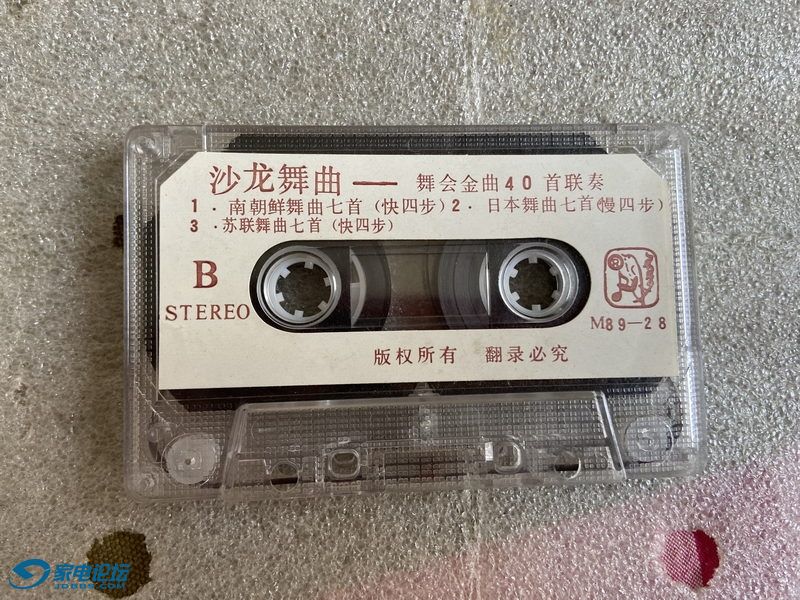 沙龙舞曲——舞会金曲40首联奏
1．南朝鲜舞曲七首（快四步）2．日本舞曲七首（慢四步）
3．苏联舞曲七首（快四步）
B
STEREO
M89—28
版权所有 翻录必究
家电论坛
JDBBS.COM